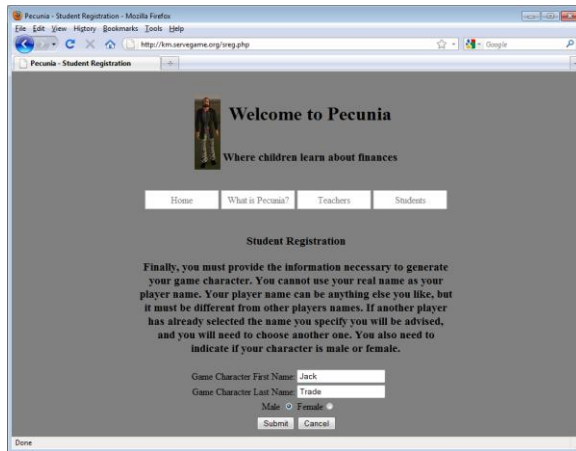 Pecunia - Student Registration - Mozilla Firefox
File Edit View History Bookmarks Tools Help
http://km.servegame.org/sreg.php
Google
Pecunia - Student Registration
Welcome to Pecunia
Where children learn about finances
Home What is Pecunia? Teachers Students
Student Registration
Finally, you must provide the information necessary to generate
your game character. You cannot use your real name as your
player name. Your player name can be anything else you like, but
it must be different from other players names. If another player
has already selected the name you specify you will be advised,
and you will need to choose another one. You also need to
indicate if your character is male or female.
Game Character First Name: Jack
Game Character Last Name: Trade
Male Female
Submit Cancel
Done